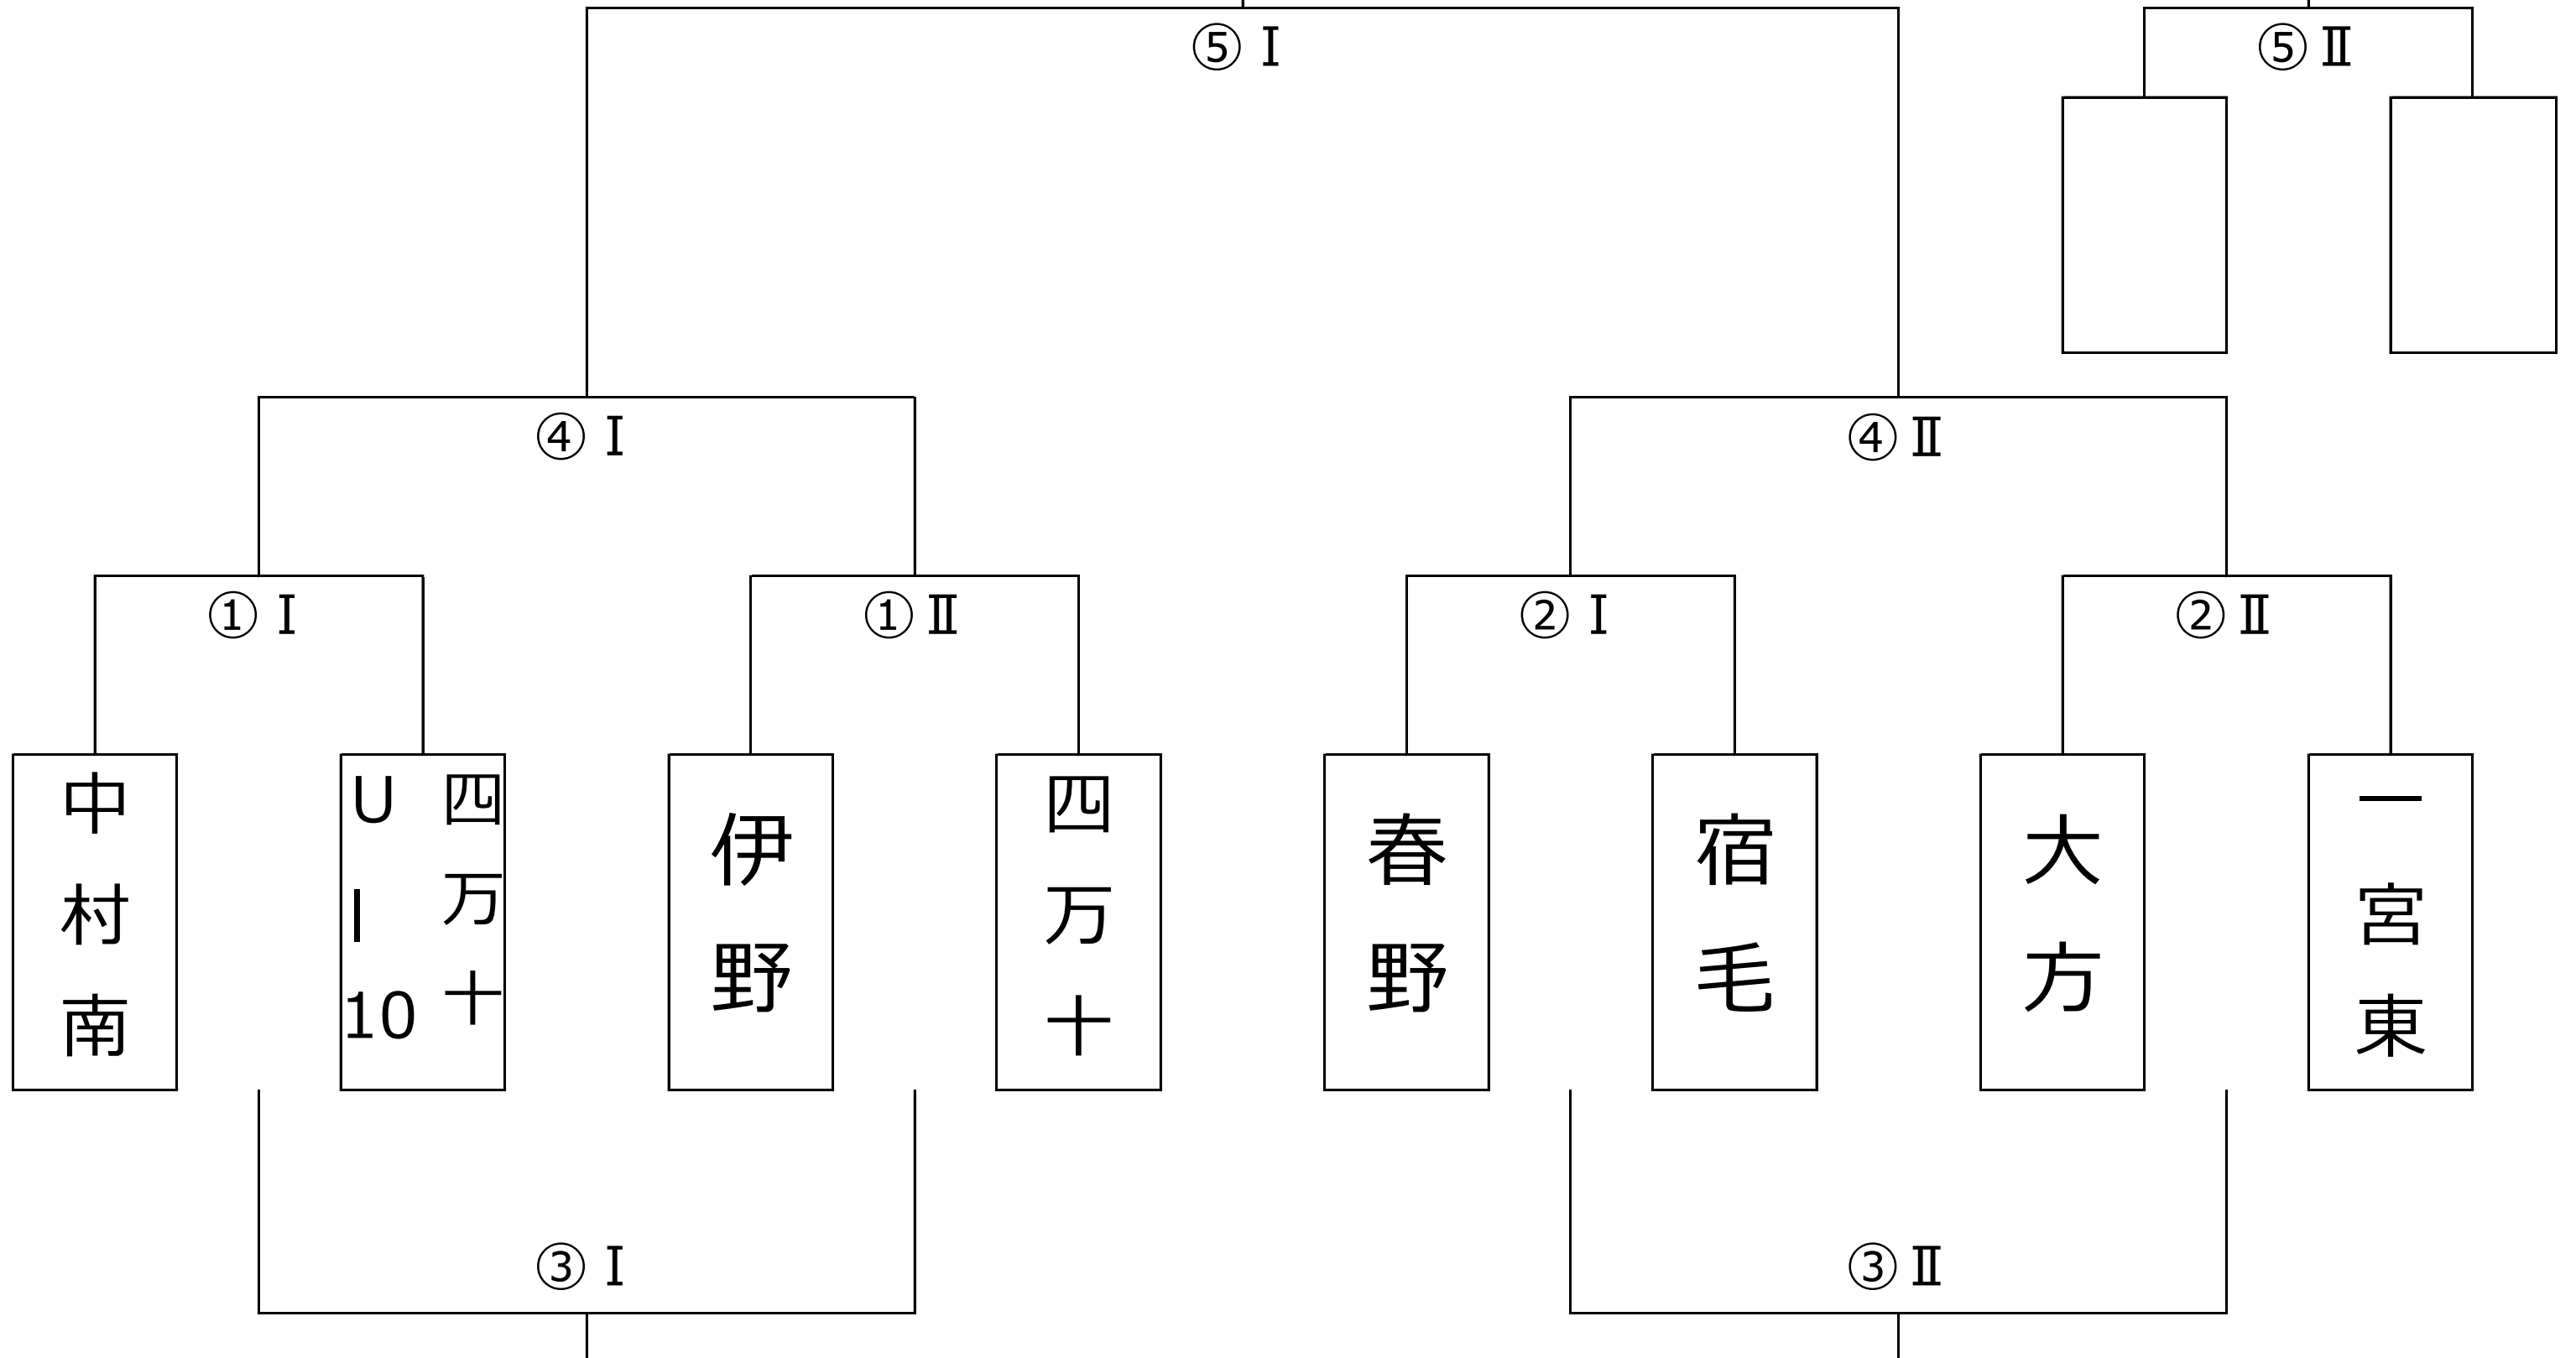 ⑤Ⅰ
⑤Ⅱ
④Ⅰ
④Ⅱ
①Ⅰ
①Ⅱ
②Ⅰ
②Ⅱ
中村南
四万十
U-10
伊野
四万十
春野
宿毛
大方
一宮東
③Ⅰ
③Ⅱ